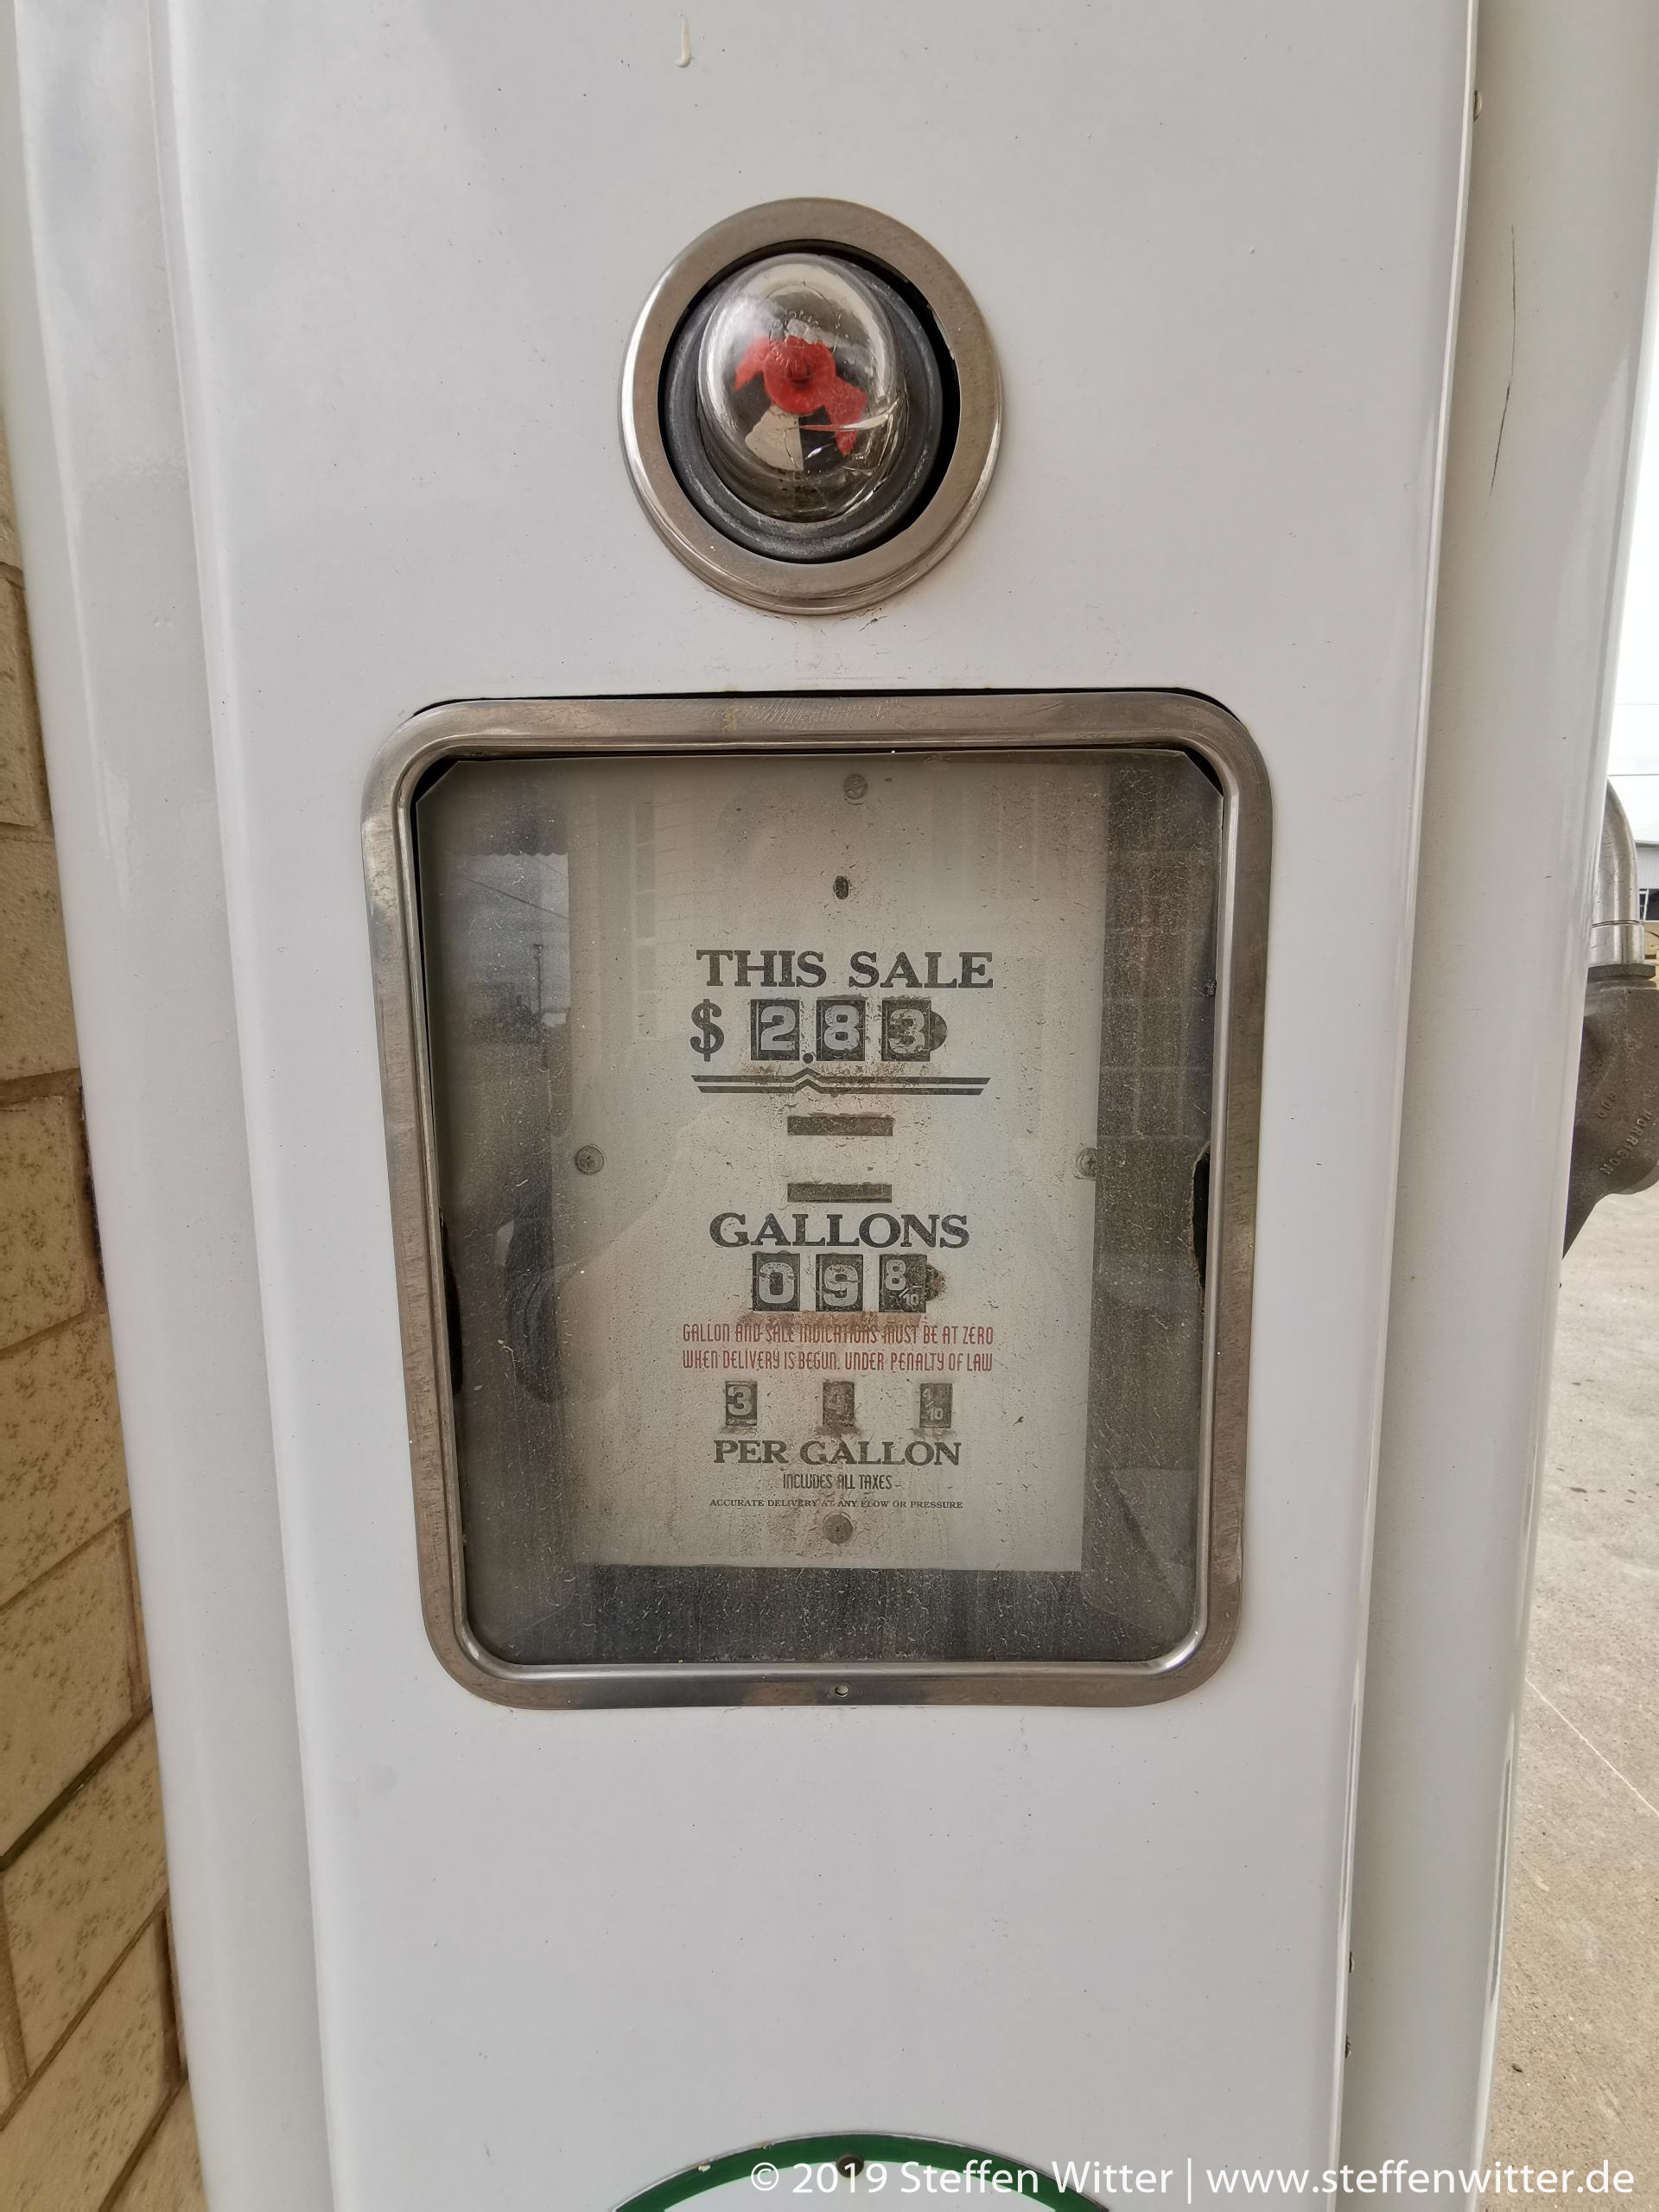 THIS SALE
$ 2.83
GALLONS
0 9 8/10
GALLON AND SALE INDICATIONS MUST BE AT ZERO
WHEN DELIVERY IS BEGUN. UNDER PENALTY OF LAW
3 4 4/10
PER GALLON
INCLUDES ALL TAXES
ACCURATE DELIVERY AT ANY FLOW OR PRESSURE
© 2019 Steffen Witter | www.steffenwitter.de